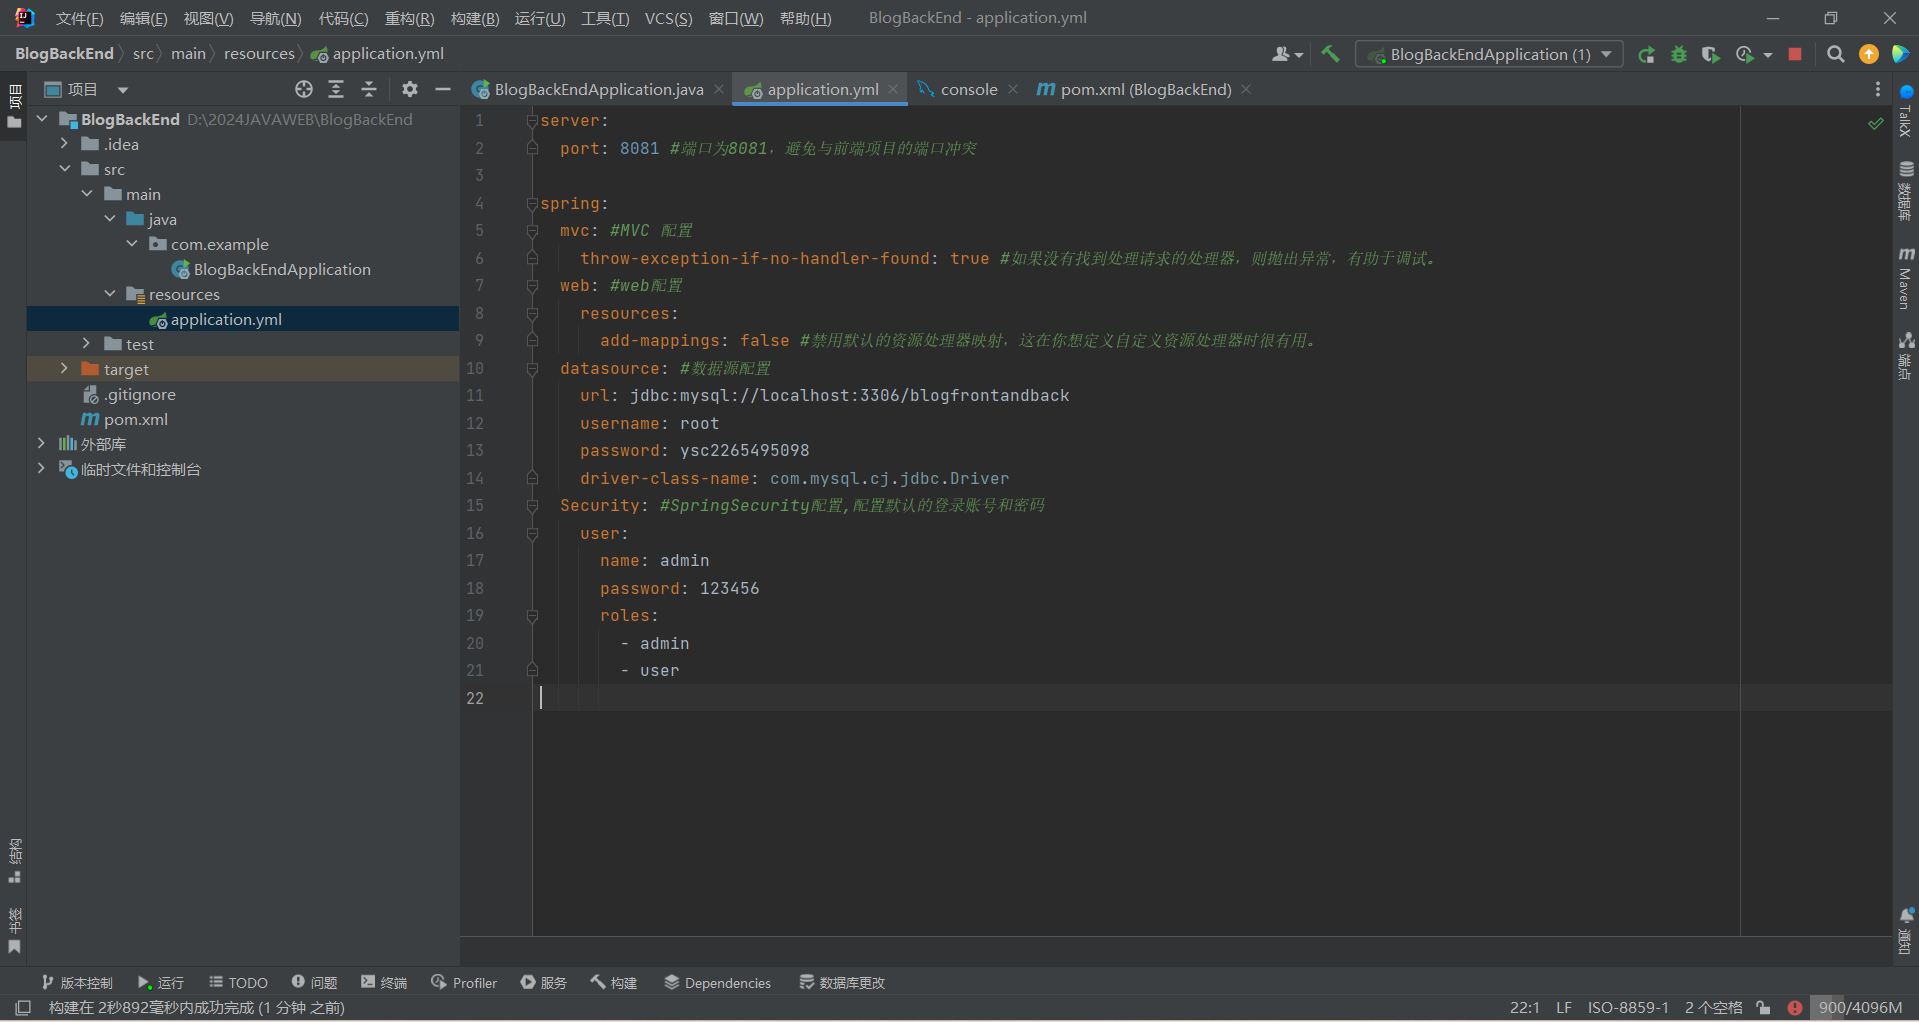 文件(F) 编辑(E) 视图(V) 导航(N) 代码(C) 重构(R) 构建(B) 运行(U) 工具(T) VCS(S) 窗口(W) 帮助(H) BlogBackEnd - application.yml
BlogBackEnd src main resources application.yml BlogBackEndApplication (1)
项目 BlogBackEndApplication.java application.yml console pom.xml (BlogBackEnd)
项目
BlogBackEnd D:\2024JAVAWEB\BlogBackEnd
.idea
src
main
java
com.example
BlogBackEndApplication
resources
application.yml
test
target
.gitignore
pom.xml
外部库
临时文件和控制台
结构
书签
1 server:
2 port: 8081 #端口为8081，避免与前端项目的端口冲突
3
4 spring:
5 mvc: #MVC 配置
6 throw-exception-if-no-handler-found: true #如果没有找到处理请求的处理器，则抛出异常，有助于调试。
7 web: #web配置
8 resources:
9 add-mappings: false #禁用默认的资源处理器映射，这在你想定义自定义资源处理器时很有用。
10 datasource: #数据源配置
11 url: jdbc:mysql://localhost:3306/blogfrontandback
12 username: root
13 password: ysc2265495098
14 driver-class-name: com.mysql.cj.jdbc.Driver
15 Security: #SpringSecurity配置,配置默认的登录账号和密码
16 user:
17 name: admin
18 password: 123456
19 roles:
20 - admin
21 - user
22
TalkX
数据库
m Maven
端点
通知
版本控制 运行 TODO 问题 终端 Profiler 服务 构建 Dependencies 数据库更改
构建在 2秒892毫秒内成功完成 (1 分钟 之前) 22:1 LF ISO-8859-1 2 个空格 900/4096M